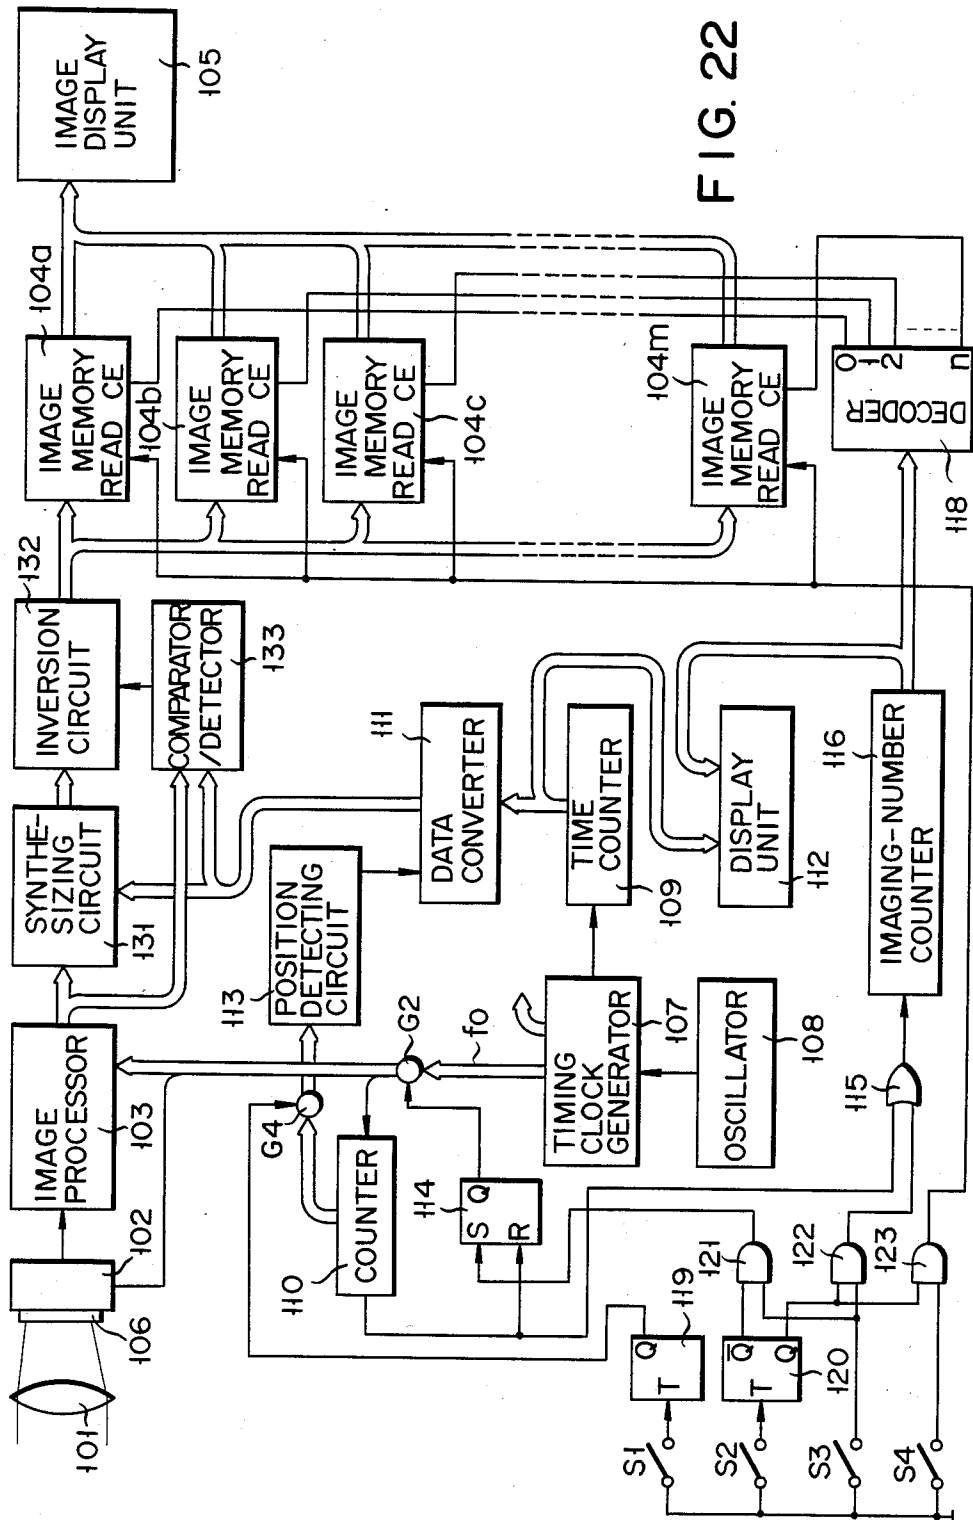 FIG. 22
101
106
102
IMAGE
PROCESSOR
103
SYNTHE-
SIZING
CIRCUIT
131
INVERSION
CIRCUIT
132
COMPARATOR
/DETECTOR
133
IMAGE
MEMORY
READ CE
104a
IMAGE
MEMORY
READ CE
104b
IMAGE
MEMORY
READ CE
104c
IMAGE
MEMORY
READ CE
104m
IMAGE
DISPLAY
UNIT
105
G4
113
POSITION
DETECTING
CIRCUIT
110
COUNTER
G2
fo
114
S Q
R
DATA
CONVERTER
111
TIME
COUNTER
109
TIMING
CLOCK
GENERATOR
107
OSCILLATOR
108
DISPLAY
UNIT
112
IMAGING-NUMBER
COUNTER
116
115
DECODER
0
1
2
n
118
S1
T
Q
119
S2
T
Q̅
Q
120
S3
S4
121
122
123